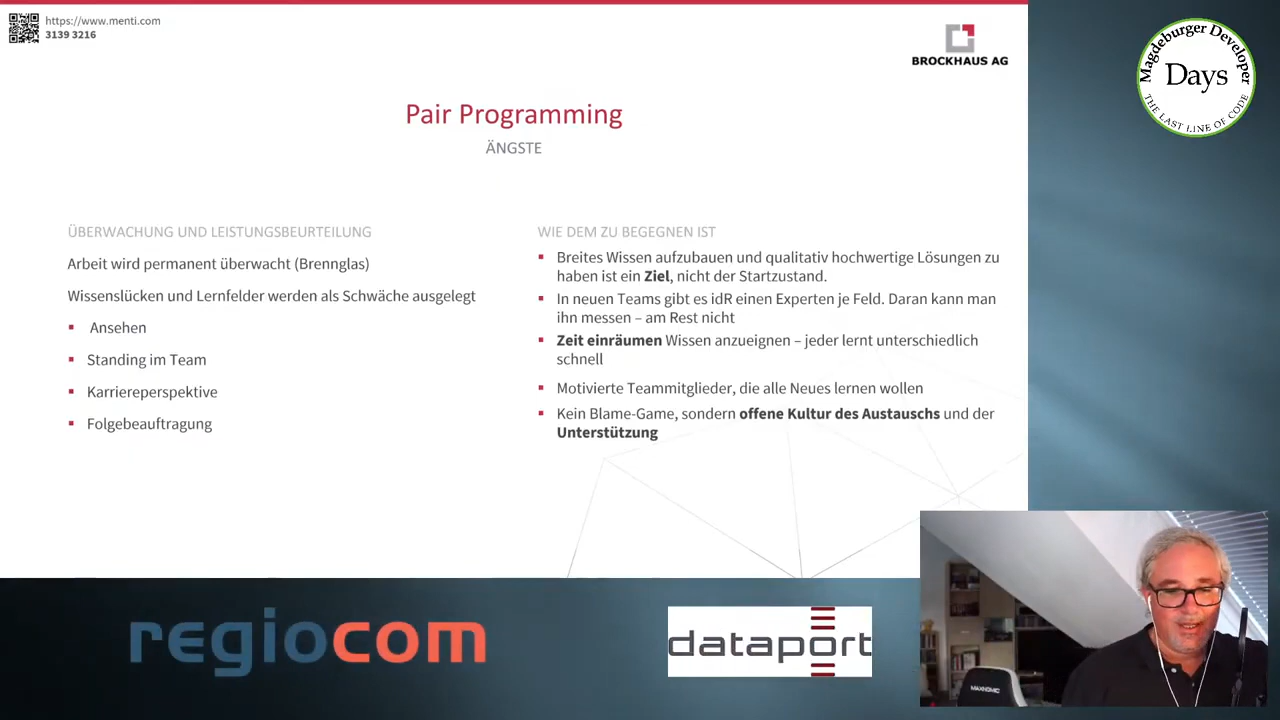 https://www.menti.com
3139 3216
BROCKHAUS AG
Magdeburger Developer
Days
THE LAST LINE OF CODE
Pair Programming
ÄNGSTE
ÜBERWACHUNG UND LEISTUNGSBEURTEILUNG
Arbeit wird permanent überwacht (Brennglas)
Wissenslücken und Lernfelder werden als Schwäche ausgelegt
Ansehen
Standing im Team
Karriereperspektive
Folgebeauftragung
WIE DEM ZU BEGEGNEN IST
Breites Wissen aufzubauen und qualitativ hochwertige Lösungen zu
haben ist ein Ziel, nicht der Startzustand.
In neuen Teams gibt es idR einen Experten je Feld. Daran kann man
ihn messen – am Rest nicht
Zeit einräumen Wissen anzueignen – jeder lernt unterschiedlich
schnell
Motivierte Teammitglieder, die alle Neues lernen wollen
Kein Blame-Game, sondern offene Kultur des Austauschs und der
Unterstützung
regiocom
dataport
MAXNOMIC